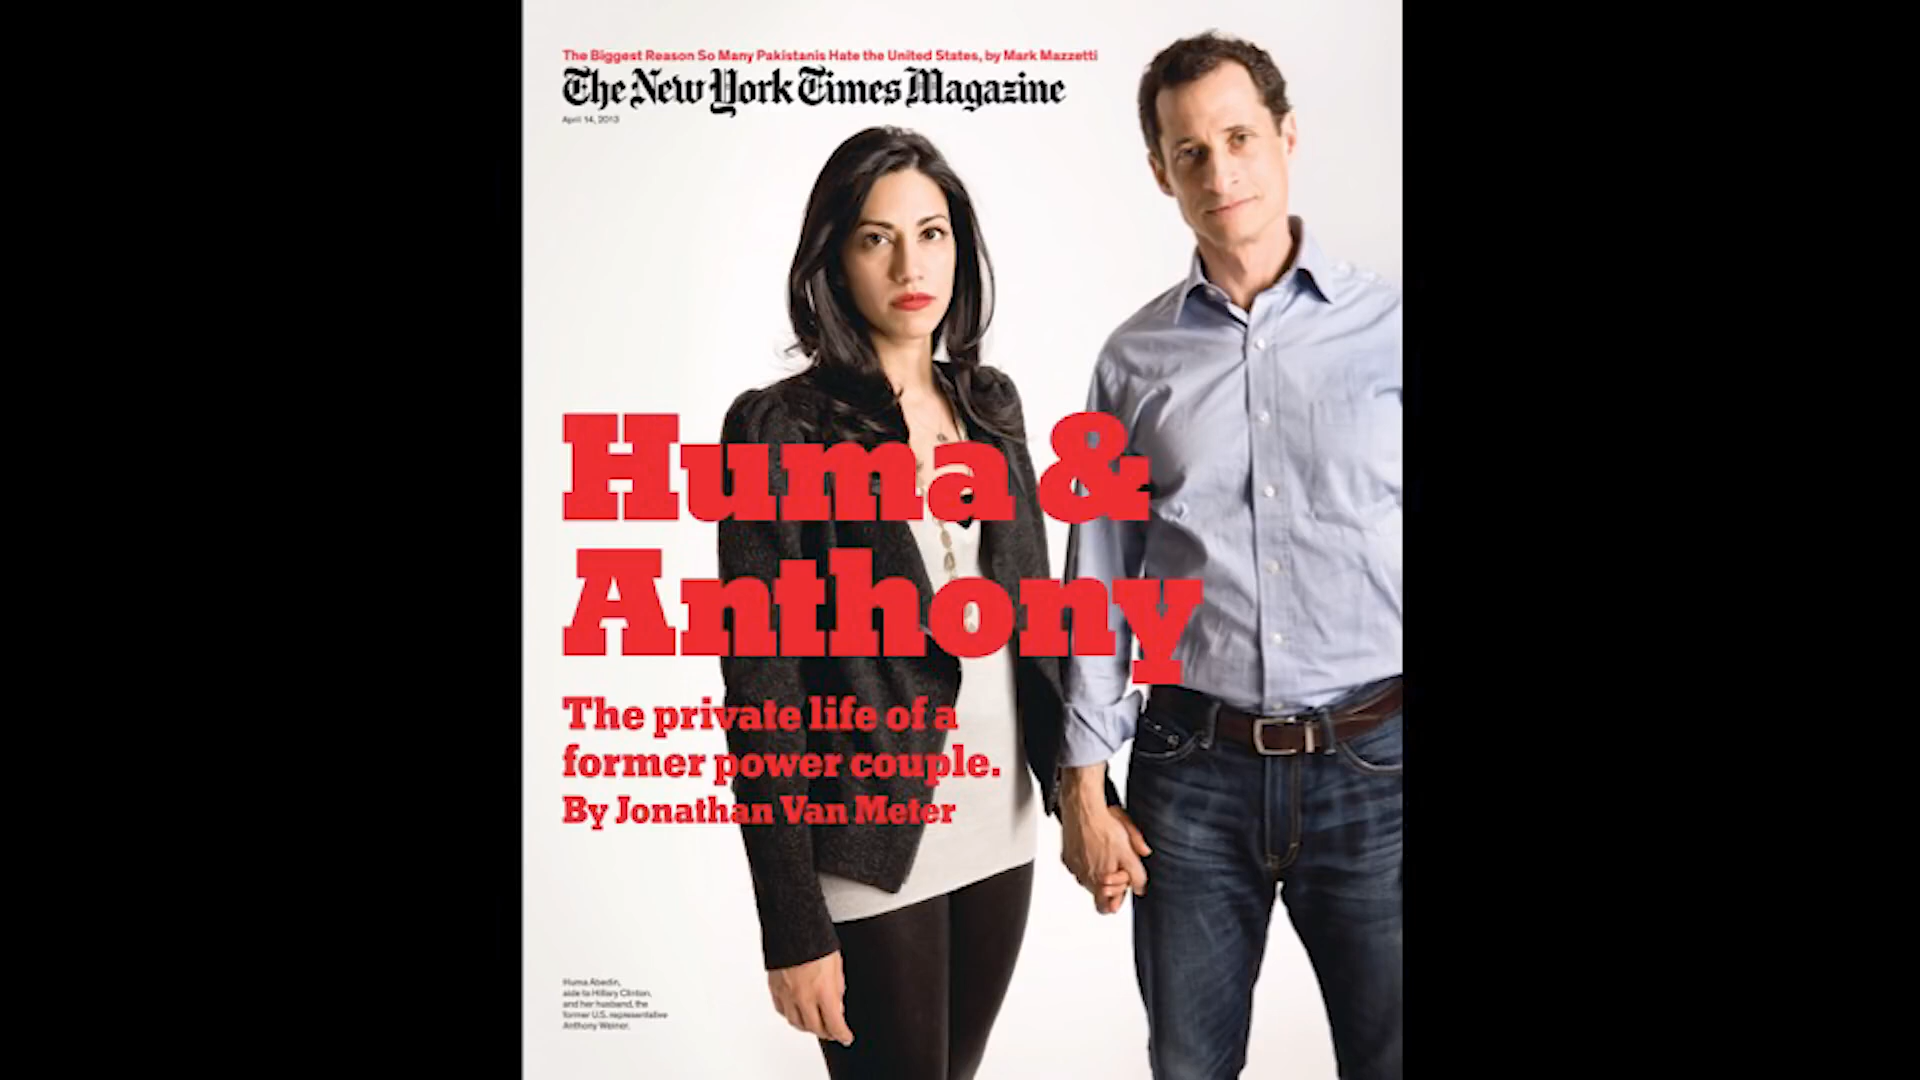 The Biggest Reason So Many Pakistanis Hate the United States, by Mark Mazzetti
The New York Times Magazine
April 14, 2013
Huma &
Anthony
The private life of a
former power couple.
By Jonathan Van Meter
Huma Abedin,
aide to Hillary Clinton,
and her husband, the
former U.S. representative
Anthony Weiner.